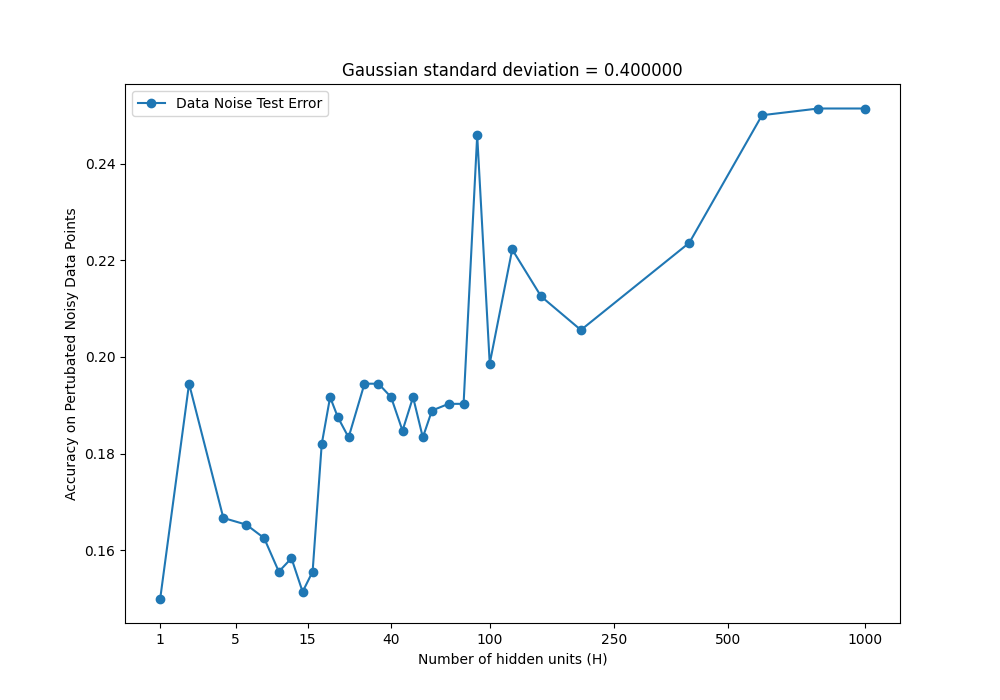 Gaussian standard deviation = 0.400000
Data Noise Test Error
Accuracy on Pertubated Noisy Data Points
0.24
0.22
0.20
0.18
0.16
1 5 15 40 100 250 500 1000
Number of hidden units (H)